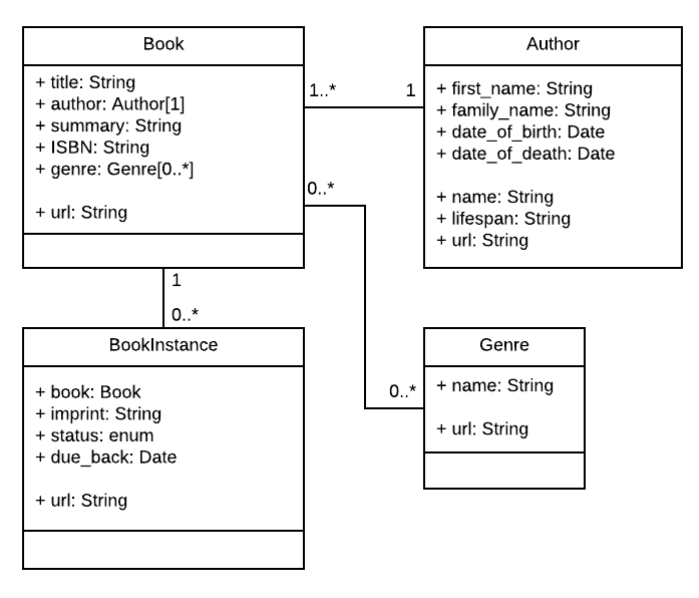 Book
+ title: String
+ author: Author[1]
+ summary: String
+ ISBN: String
+ genre: Genre[0..*]
+ url: String
1..*
1
Author
+ first_name: String
+ family_name: String
+ date_of_birth: Date
+ date_of_death: Date
+ name: String
+ lifespan: String
+ url: String
0..*
1
0..*
BookInstance
+ book: Book
+ imprint: String
+ status: enum
+ due_back: Date
+ url: String
0..*
Genre
+ name: String
+ url: String